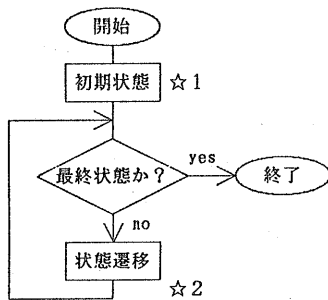 開始
初期状態 ☆1
最終状態か?
yes
終了
no
状態遷移
☆2